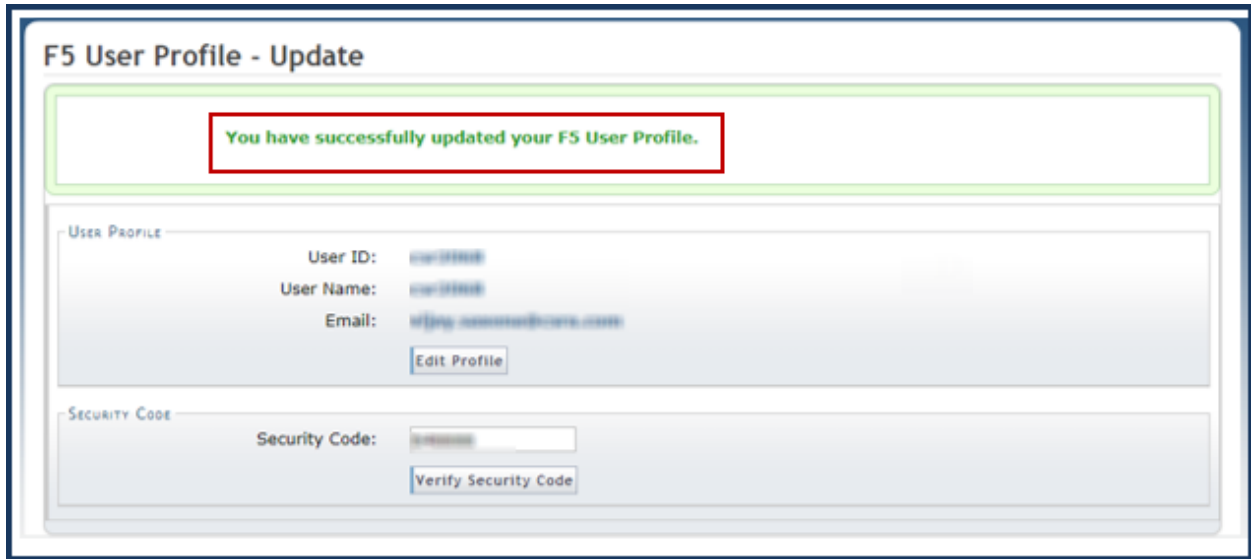 F5 User Profile - Update
You have successfully updated your F5 User Profile.
User Profile
User ID:
User Name:
Email:
Edit Profile
Security Code
Security Code:
Verify Security Code